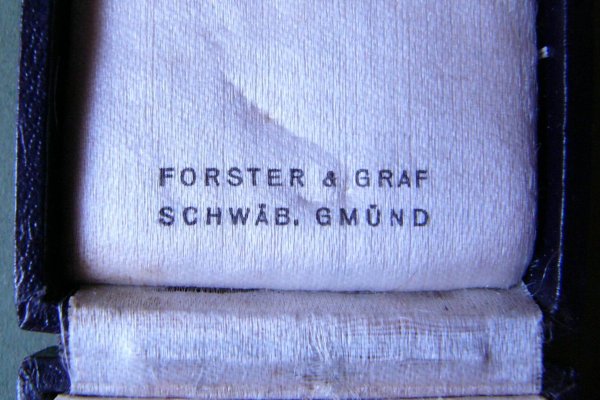 FORSTER & GRAF
SCHWÄB. GMÜND